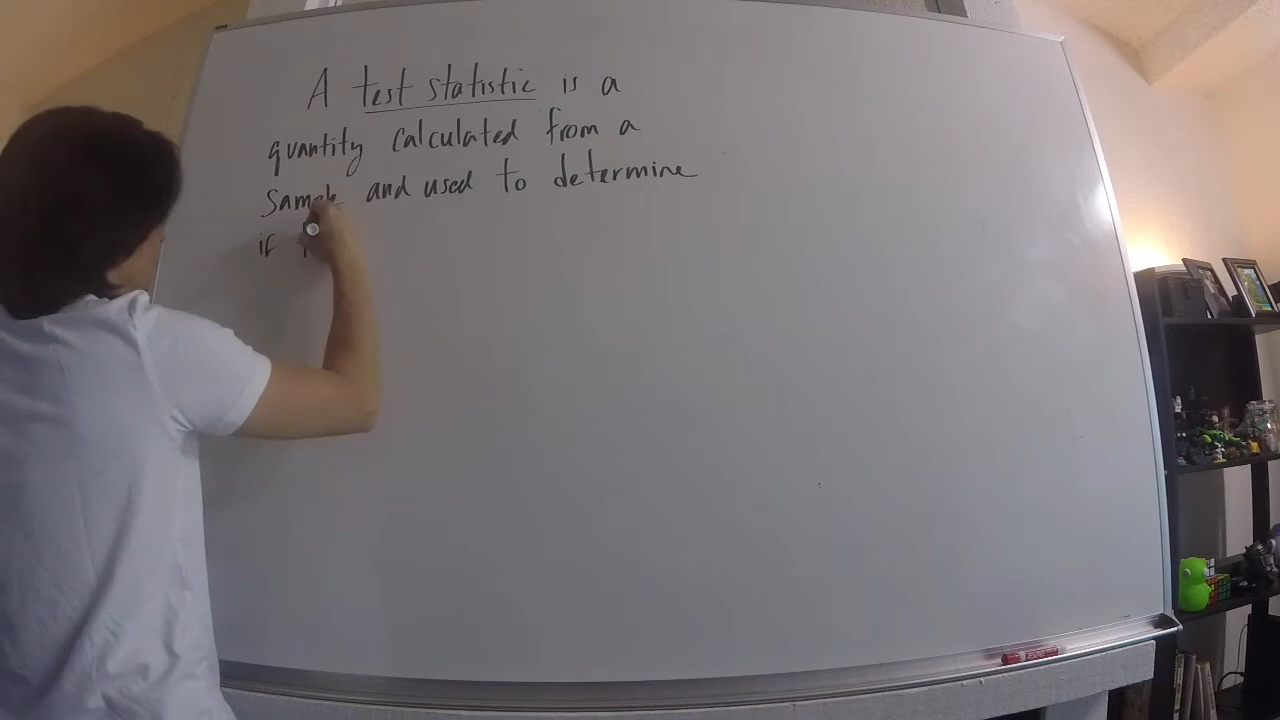 A test statistic is a
quantity calculated from a
sample and used to determine
if